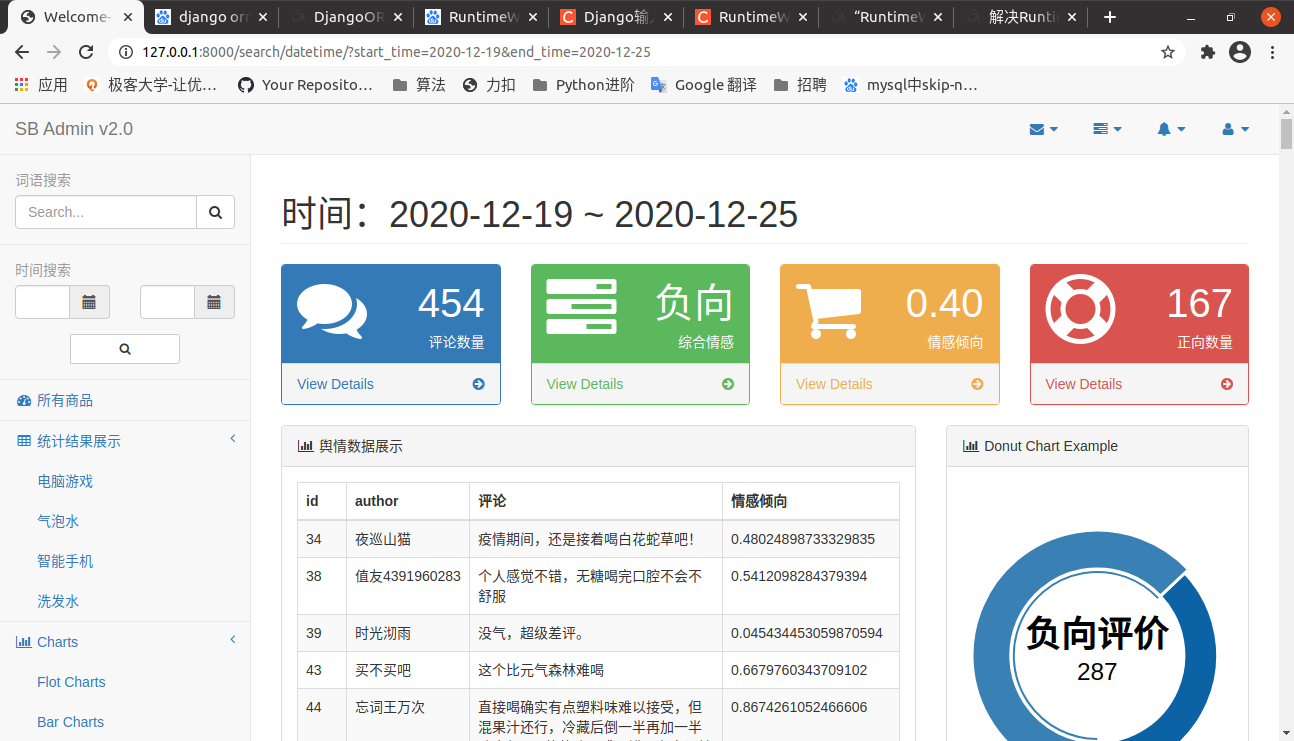 Welcome-
django orm
DjangoOR
RuntimeW
Django输
RuntimeW
"RuntimeW
解决Runti
127.0.0.1:8000/search/datetime/?start_time=2020-12-19&end_time=2020-12-25
应用 极客大学-让优… Your Reposito… 算法 力扣 Python进阶 Google 翻译 招聘 mysql中skip-n…
SB Admin v2.0
词语搜索
Search...
时间搜索
所有商品
统计结果展示
电脑游戏
气泡水
智能手机
洗发水
Charts
Flot Charts
Bar Charts
时间：2020-12-19 ~ 2020-12-25
454
评论数量
View Details
负向
综合情感
View Details
0.40
情感倾向
View Details
167
正向数量
View Details
舆情数据展示
id author 评论 情感倾向
34 夜巡山猫 疫情期间，还是接着喝白花蛇草吧！ 0.48024898733329835
38 值友4391960283 个人感觉不错，无糖喝完口腔不会不 0.5412098284379394
舒服
39 时光沏雨 没气，超级差评。 0.045434453059870594
43 买不买吧 这个比元气森林难喝 0.6679760343709102
44 忘词王万次 直接喝确实有点塑料味难以接受，但 0.8674261052466606
混果汁还行，冷藏后倒一半再加一半
Donut Chart Example
负向评价
287